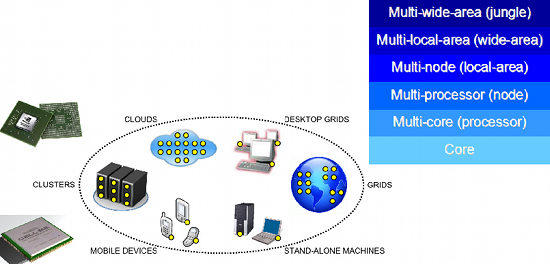 Multi-wide-area (jungle)
Multi-local-area (wide-area)
Multi-node (local-area)
Multi-processor (node)
Multi-core (processor)
Core
CLOUDS
DESKTOP GRIDS
CLUSTERS
GRIDS
MOBILE DEVICES
STAND-ALONE MACHINES